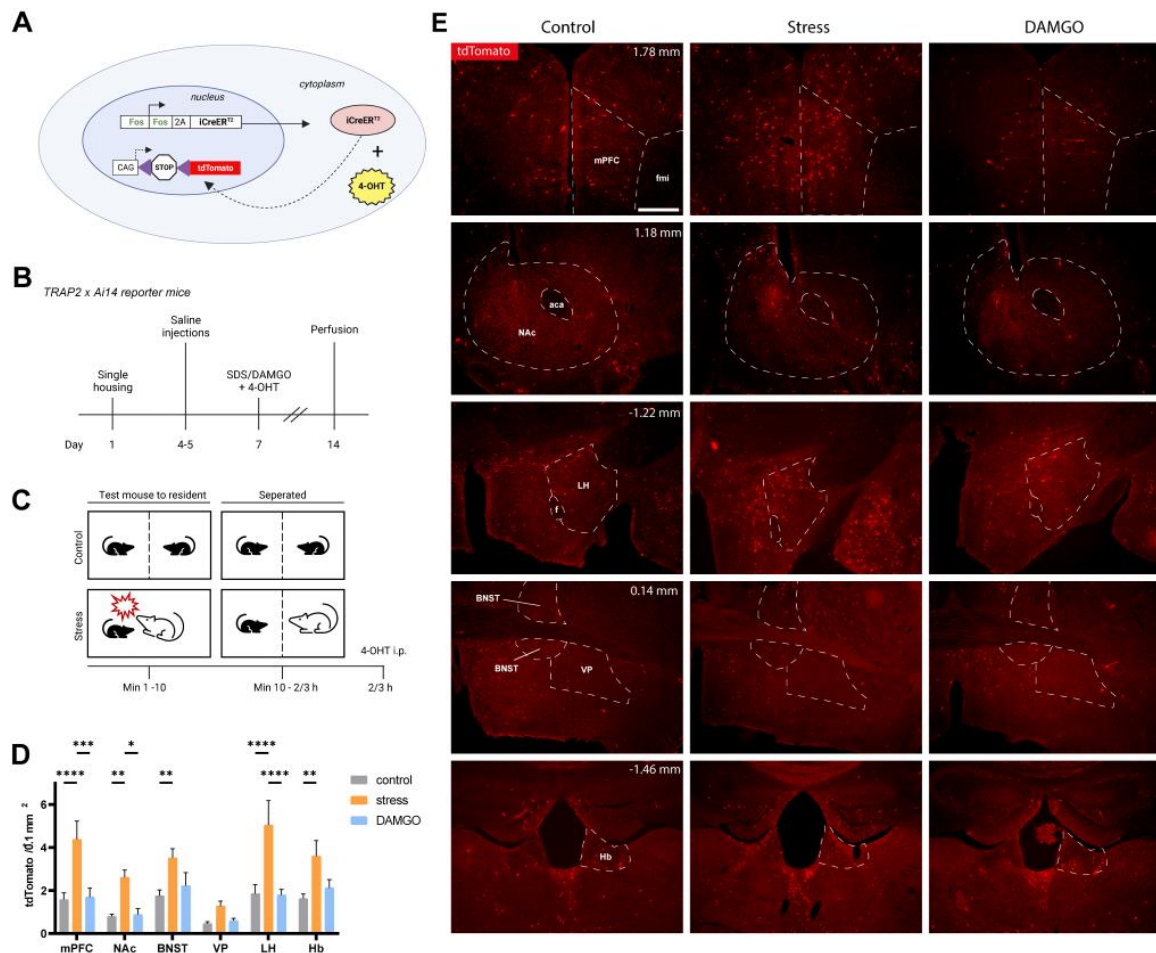 A
cytoplasm
nucleus
Fos Fos 2A iCreERT2
iCreERT2
+
4-OHT
CAG STOP tdTomato
B
TRAP2 x Ai14 reporter mice
Saline
injections
Perfusion
Single
housing
SDS/DAMGO
+ 4-OHT
Day 1 4-5 7 14
C
Test mouse to resident Seperated
Control
Stress
4-OHT i.p.
Min 1 -10 Min 10 - 2/3 h 2/3 h
D
*** * ****
**** ** ** **** **
control
stress
DAMGO
tdTomato /0.1 mm 2
6
4
2
0
mPFC NAc BNST VP LH Hb
E
Control Stress DAMGO
tdTomato 1.78 mm
mPFC
fmi
1.18 mm
aca
NAc
-1.22 mm
LH
f
0.14 mm
BNST
BNST VP
-1.46 mm
Hb